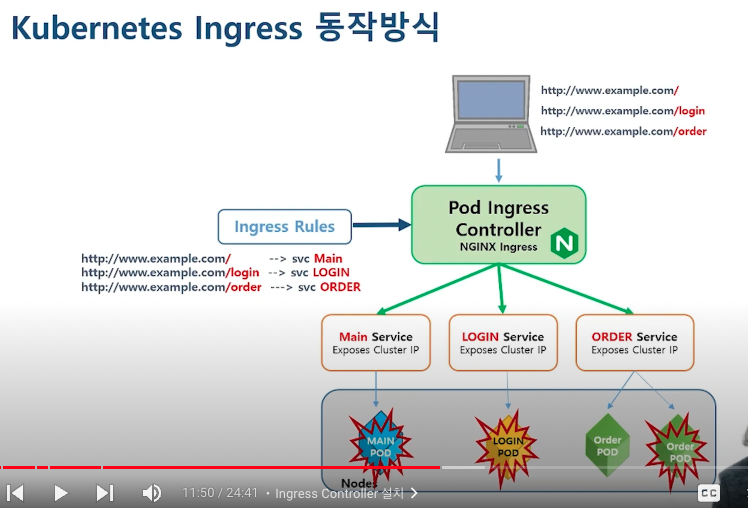 Kubernetes Ingress 동작방식
http://www.example.com/
http://www.example.com/login
http://www.example.com/order
Ingress Rules
Pod Ingress
Controller
NGINX Ingress
N
http://www.example.com/ --> svc Main
http://www.example.com/login --> svc LOGIN
http://www.example.com/order ---> svc ORDER
Main Service
Exposes Cluster IP
LOGIN Service
Exposes Cluster IP
ORDER Service
Exposes Cluster IP
MAIN
POD
LOGIN
POD
Order
POD
Order
POD
Nodes
11:50 / 24:41 • Ingress Controller 설치
CC